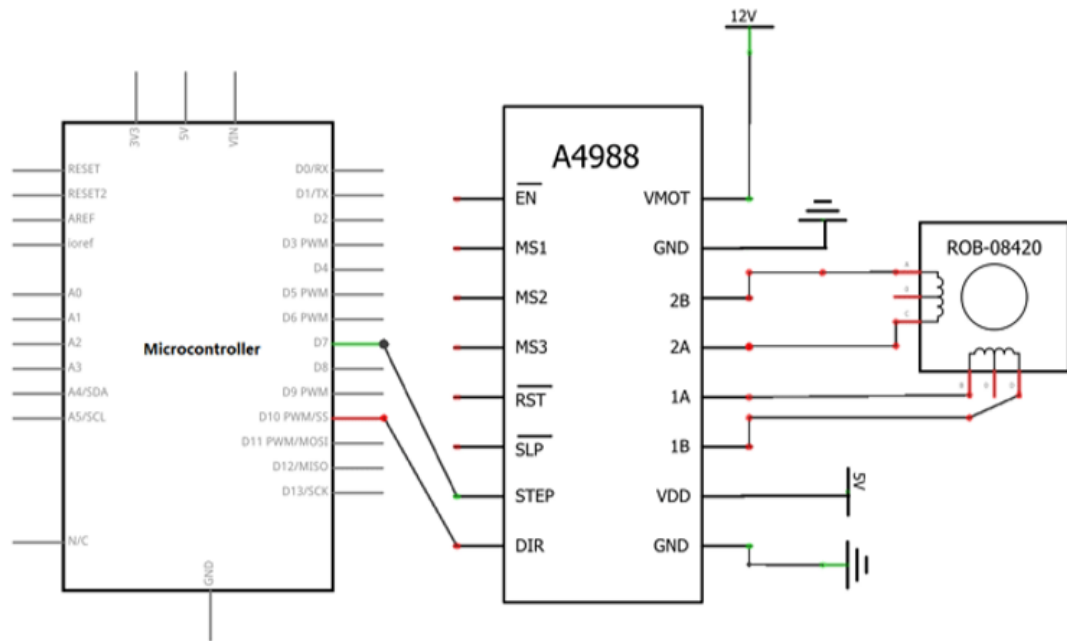 12V
3V3
5V
VIN
RESET
RESET2
AREF
ioref
A0
A1
A2
A3
A4/SDA
A5/SCL
N/C
Microcontroller
D0/RX
D1/TX
D2
D3 PWM
D4
D5 PWM
D6 PWM
D7
D8
D9 PWM
D10 PWM/SS
D11 PWM/MOSI
D12/MISO
D13/SCK
GND
A4988
EN
MS1
MS2
MS3
RST
SLP
STEP
DIR
VMOT
GND
2B
2A
1A
1B
VDD
GND
5V
ROB-08420